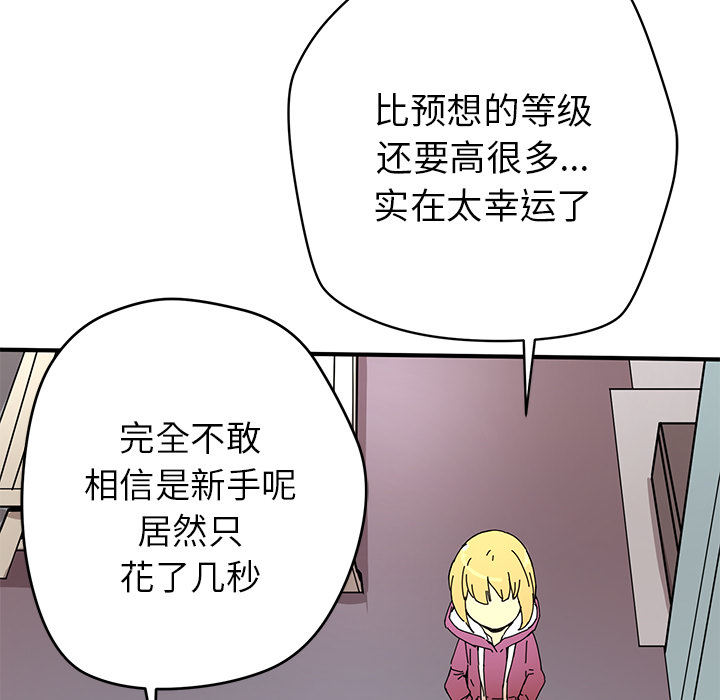 比预想的等级
还要高很多...
实在太幸运了
完全不敢
相信是新手呢
居然只
花了几秒